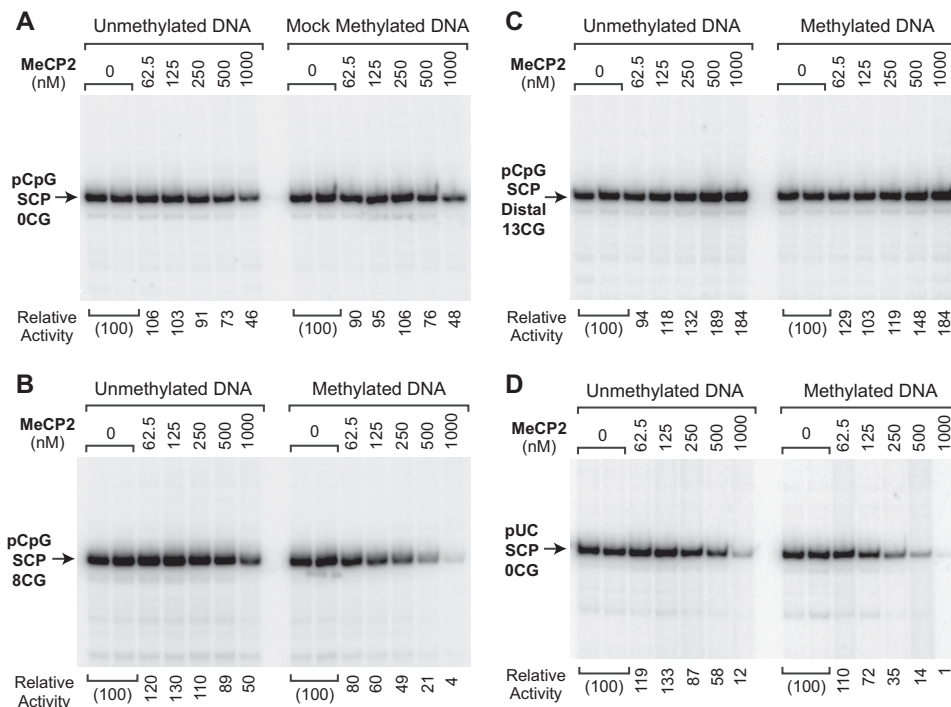 A
Unmethylated DNA
Mock Methylated DNA
MeCP2
(nM)
0
62.5
125
250
500
1000
0
62.5
125
250
500
1000
pCpG
SCP
0CG
Relative
Activity
(100)
106
103
91
73
46
(100)
90
95
106
76
48
B
Unmethylated DNA
Methylated DNA
MeCP2
(nM)
0
62.5
125
250
500
1000
0
62.5
125
250
500
1000
pCpG
SCP
8CG
Relative
Activity
(100)
120
130
110
89
50
(100)
80
60
49
21
4
C
Unmethylated DNA
Methylated DNA
MeCP2
(nM)
0
62.5
125
250
500
1000
0
62.5
125
250
500
1000
pCpG
SCP
Distal
13CG
Relative
Activity
(100)
94
118
132
189
184
(100)
129
103
119
148
184
D
Unmethylated DNA
Methylated DNA
MeCP2
(nM)
0
62.5
125
250
500
1000
0
62.5
125
250
500
1000
pUC
SCP
0CG
Relative
Activity
(100)
119
133
87
58
12
(100)
110
72
35
14
1